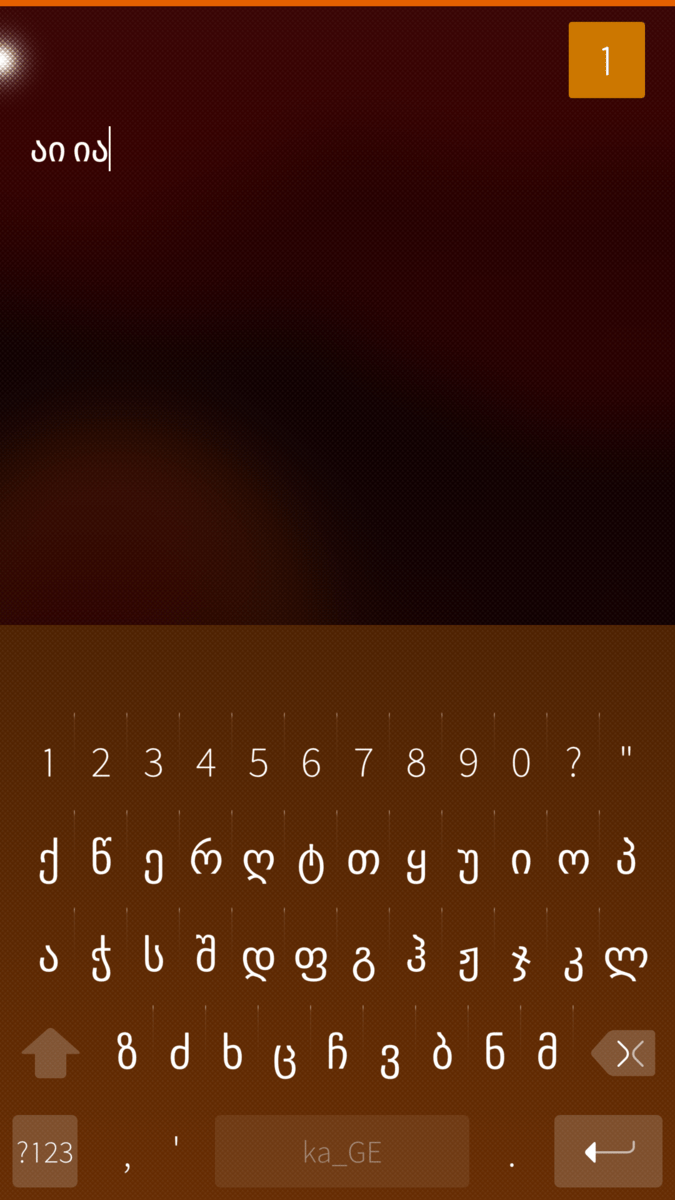 1
აი ია
1 2 3 4 5 6 7 8 9 0 ? "
ქ წ ე რ ღ ტ თ ყ უ ი ო პ
ა ჭ ს შ დ ფ გ ჰ ჟ ჯ კ ლ
ზ ძ ხ ც ჩ ვ ბ ნ მ
?123 , ' ka_GE .